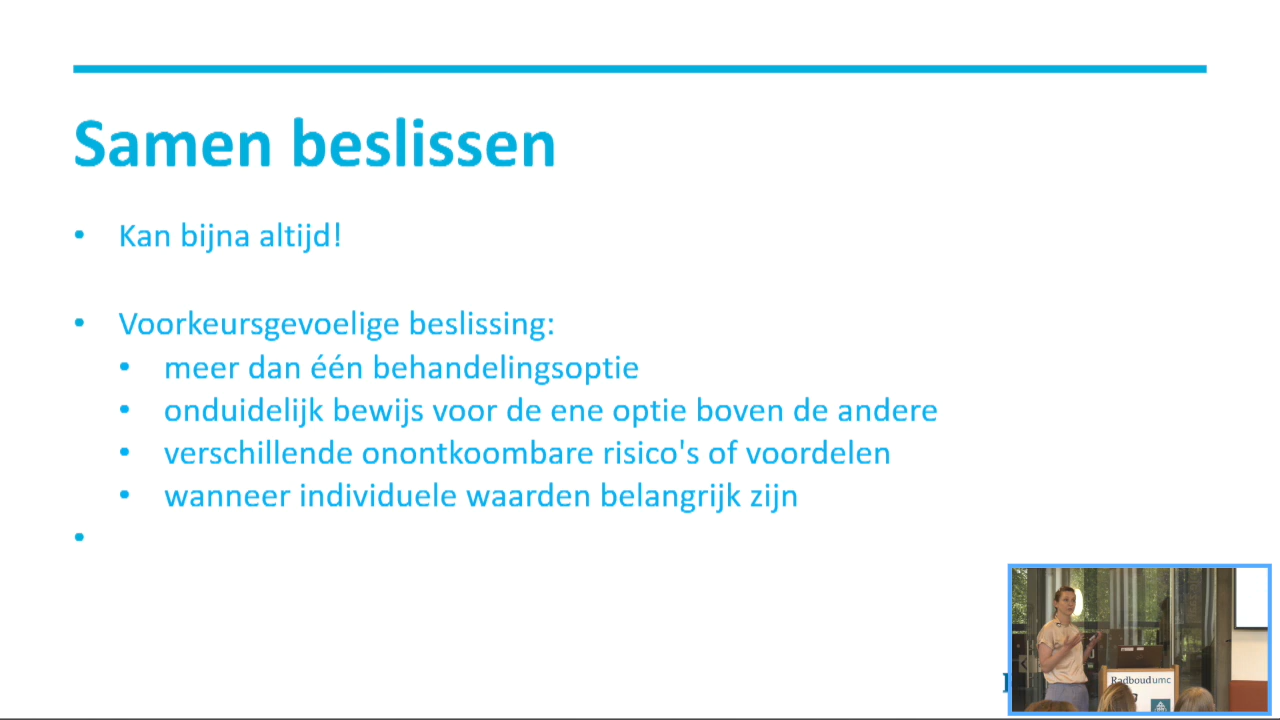 Samen beslissen
• Kan bijna altijd!
• Voorkeursgevoelige beslissing:
• meer dan één behandelingsoptie
• onduidelijk bewijs voor de ene optie boven de andere
• verschillende onontkoombare risico's of voordelen
• wanneer individuele waarden belangrijk zijn
•
Radboudumc